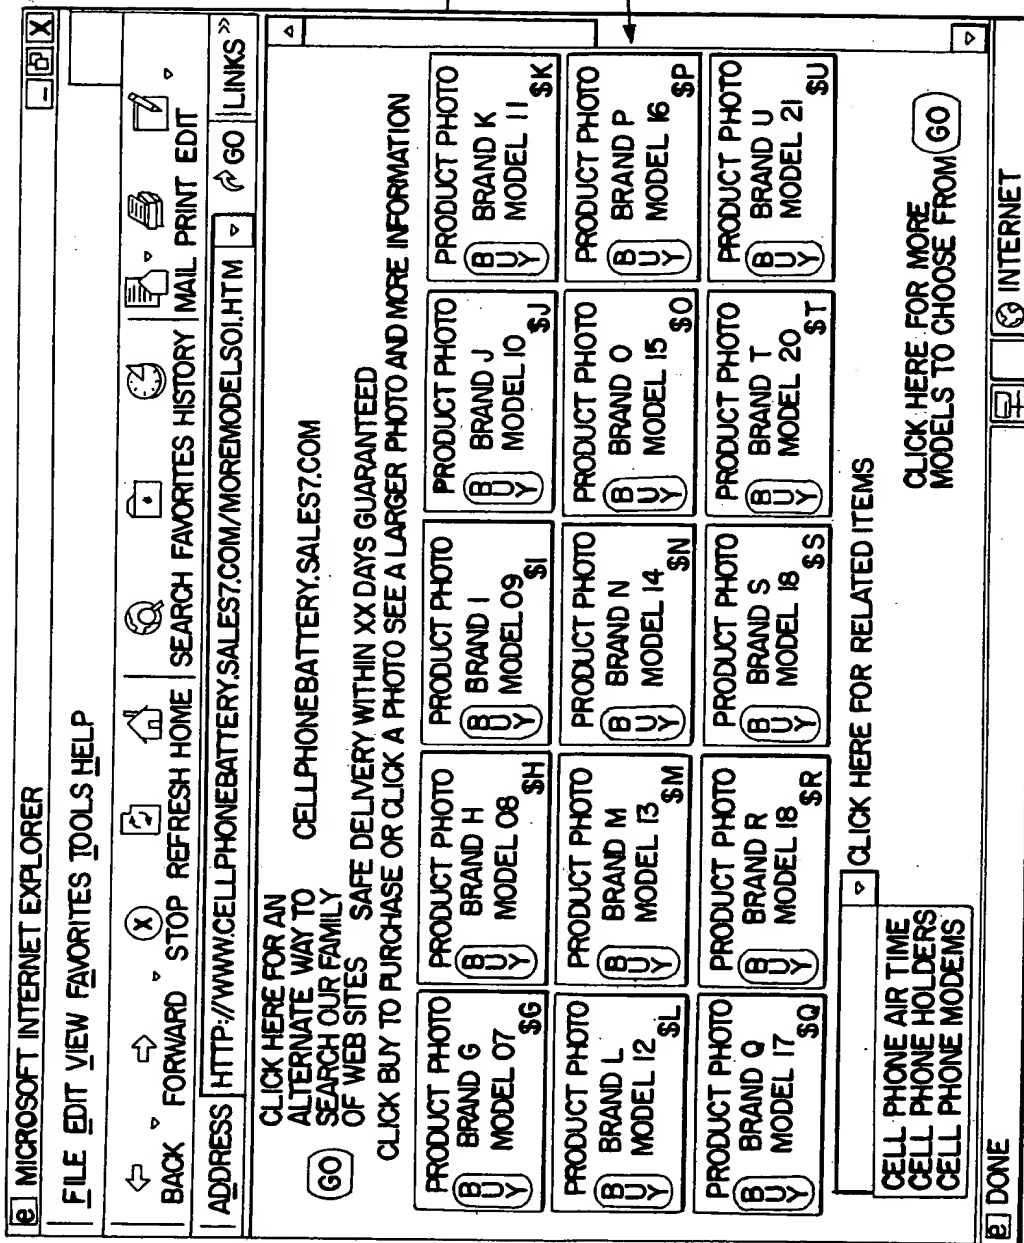 e MICROSOFT INTERNET EXPLORER
FILE EDIT VIEW FAVORITES TOOLS HELP
BACK FORWARD STOP REFRESH HOME SEARCH FAVORITES HISTORY MAIL PRINT EDIT
ADDRESS HTTP://WWW.CELLPHONEBATTERY.SALES7.COM/MOREMODELS01.HTM GO LINKS »
CLICK HERE FOR AN
ALTERNATE WAY TO
SEARCH OUR FAMILY
OF WEB SITES
GO
CELLPHONEBATTERY.SALES7.COM
SAFE DELIVERY WITHIN XX DAYS GUARANTEED
CLICK BUY TO PURCHASE OR CLICK A PHOTO SEE A LARGER PHOTO AND MORE INFORMATION
PRODUCT PHOTO
BUY BRAND G
MODEL 07
$G
PRODUCT PHOTO
BUY BRAND H
MODEL 08
$H
PRODUCT PHOTO
BUY BRAND I
MODEL 09
$I
PRODUCT PHOTO
BUY BRAND J
MODEL 10
$J
PRODUCT PHOTO
BUY BRAND K
MODEL 11
$K
PRODUCT PHOTO
BUY BRAND L
MODEL 12
$L
PRODUCT PHOTO
BUY BRAND M
MODEL 13
$M
PRODUCT PHOTO
BUY BRAND N
MODEL 14
$N
PRODUCT PHOTO
BUY BRAND O
MODEL 15
$O
PRODUCT PHOTO
BUY BRAND P
MODEL 16
$P
PRODUCT PHOTO
BUY BRAND Q
MODEL 17
$Q
PRODUCT PHOTO
BUY BRAND R
MODEL 18
$R
PRODUCT PHOTO
BUY BRAND S
MODEL 18
$S
PRODUCT PHOTO
BUY BRAND T
MODEL 20
$T
PRODUCT PHOTO
BUY BRAND U
MODEL 21
$U
CLICK HERE FOR RELATED ITEMS
CELL PHONE AIR TIME
CELL PHONE HOLDERS
CELL PHONE MODEMS
CLICK HERE FOR MORE
MODELS TO CHOOSE FROM GO
e DONE
INTERNET